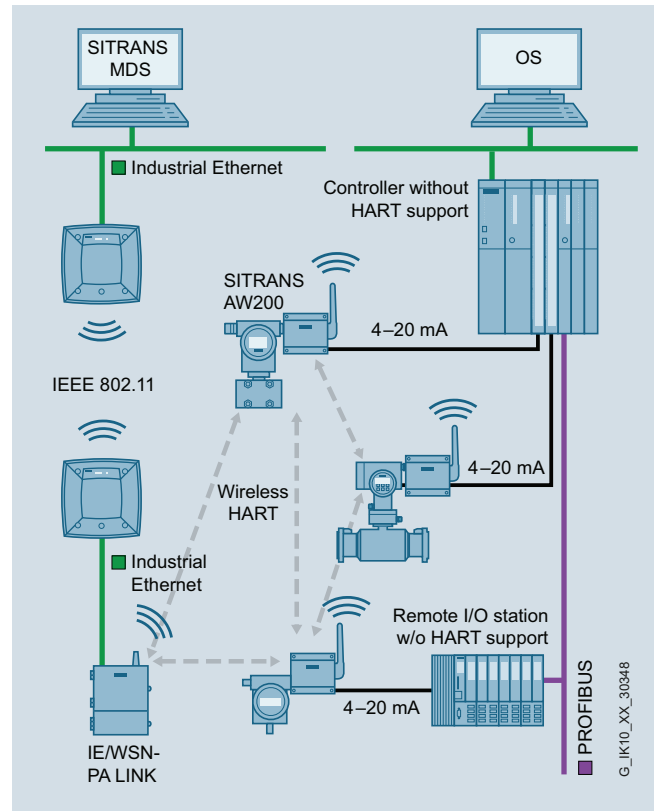 SITRANS
MDS
OS
Industrial Ethernet
Controller without
HART support
SITRANS
AW200
4–20 mA
IEEE 802.11
4–20 mA
Wireless
HART
Industrial
Ethernet
Remote I/O station
w/o HART support
4–20 mA
IE/WSN-
PA LINK
PROFIBUS
G_IK10_XX_30348